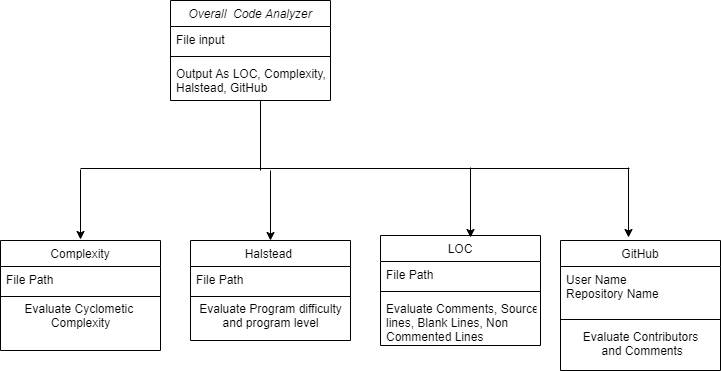 Overall Code Analyzer
File input
Output As LOC, Complexity,
Halstead, GitHub
Complexity
File Path
Evaluate Cyclometic
Complexity
Halstead
File Path
Evaluate Program difficulty
and program level
LOC
File Path
Evaluate Comments, Source
lines, Blank Lines, Non
Commented Lines
GitHub
User Name
Repository Name
Evaluate Contributors
and Comments